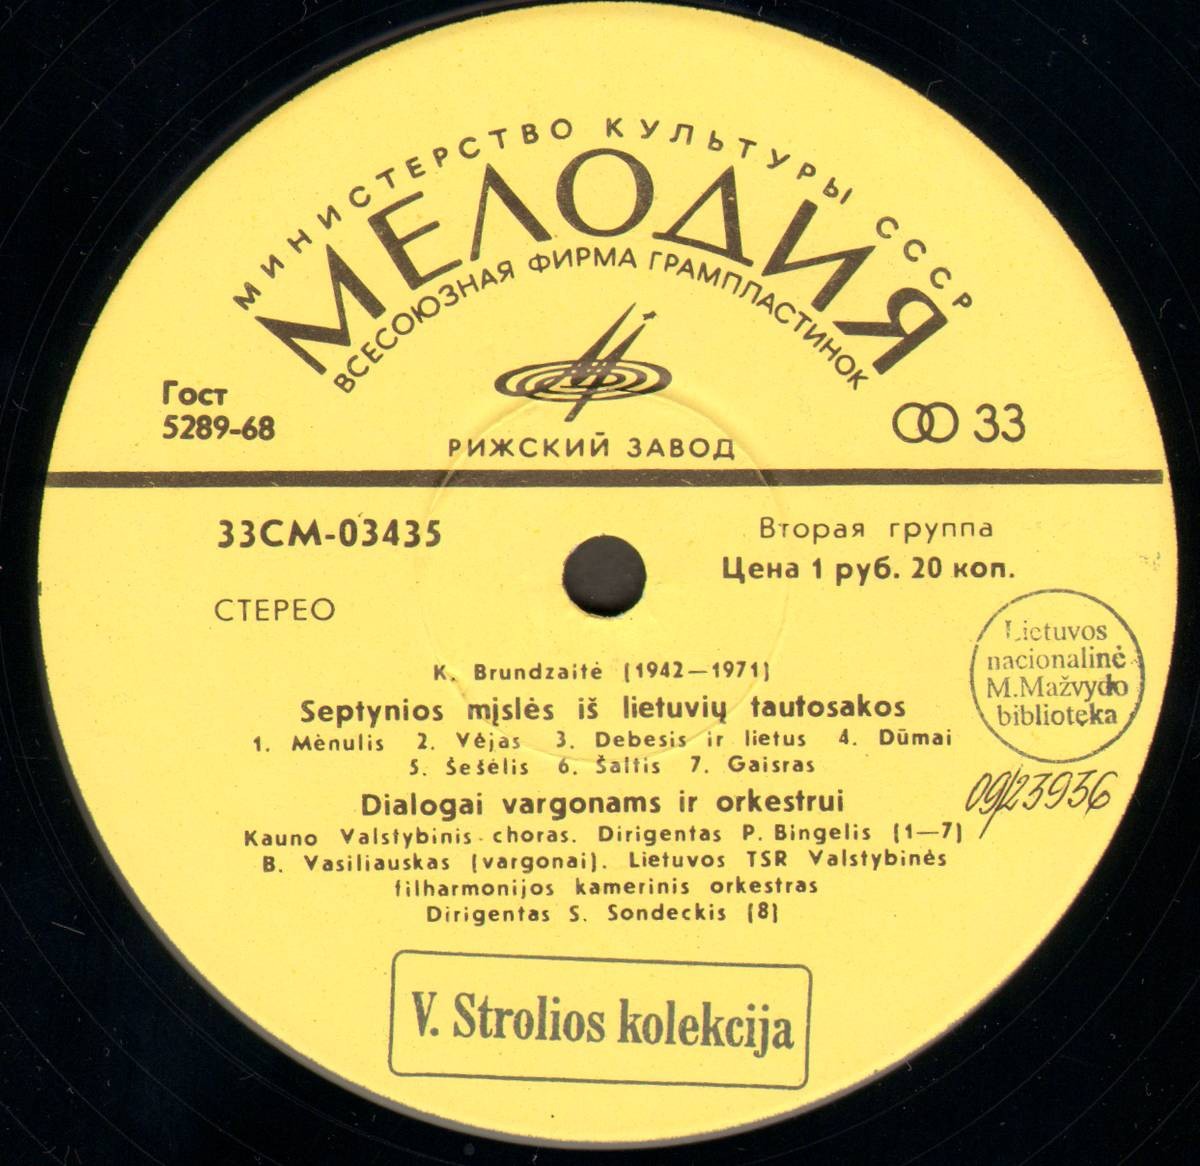 МИНИСТЕРСТВО КУЛЬТУРЫ СССР
МЕЛОДИЯ
ВСЕСОЮЗНАЯ ФИРМА ГРАМПЛАСТИНОК
Гост
5289-68
РИЖСКИЙ ЗАВОД
33
33СМ-03435
Вторая группа
Цена 1 руб. 20 коп.
СТЕРЕО
Lietuvos
nacionalinė
M.Mažvydo
biblioteka
09/23936
K. Brundzaitė (1942—1971)
Septynios mįslės iš lietuvių tautosakos
1. Mėnulis 2. Vėjas 3. Debesis ir lietus 4. Dūmai
5. Šešėlis 6. Šaltis 7. Gaisras
Dialogai vargonams ir orkestrui
Kauno Valstybinis choras. Dirigentas P. Bingelis (1—7)
B. Vasiliauskas (vargonai). Lietuvos TSR Valstybinės
filharmonijos kamerinis orkestras
Dirigentas S. Sondeckis (8)
V. Strolios kolekcija